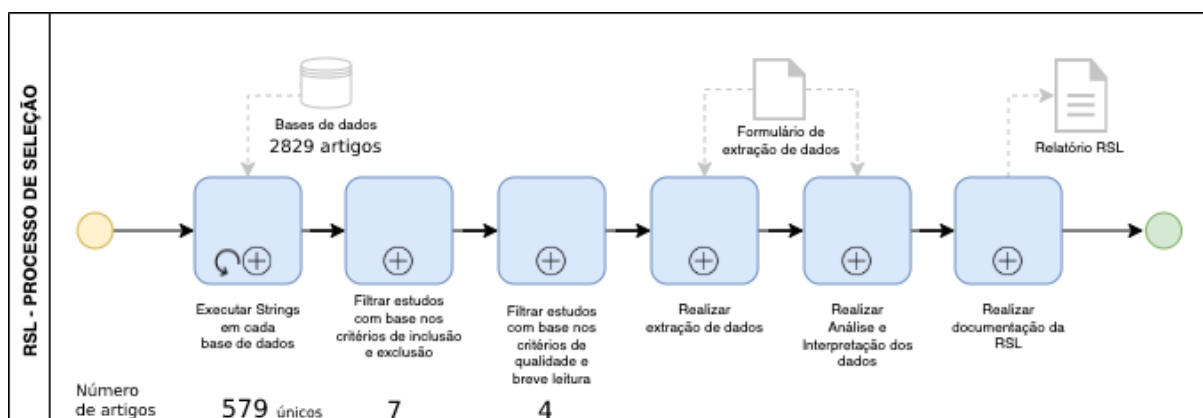 RSL - PROCESSO DE SELEÇÃO
Bases de dados
2829 artigos
Formulário de
extração de dados
Relatório RSL
Executar Strings
em cada
base de dados
Filtrar estudos
com base nos
critérios de inclusão
e exclusão
Filtrar estudos
com base nos
critérios de
qualidade e
breve leitura
Realizar
extração de dados
Realizar
Análise e
Interpretação dos
dados
Realizar
documentação da
RSL
Número
de artigos
579 únicos
7
4